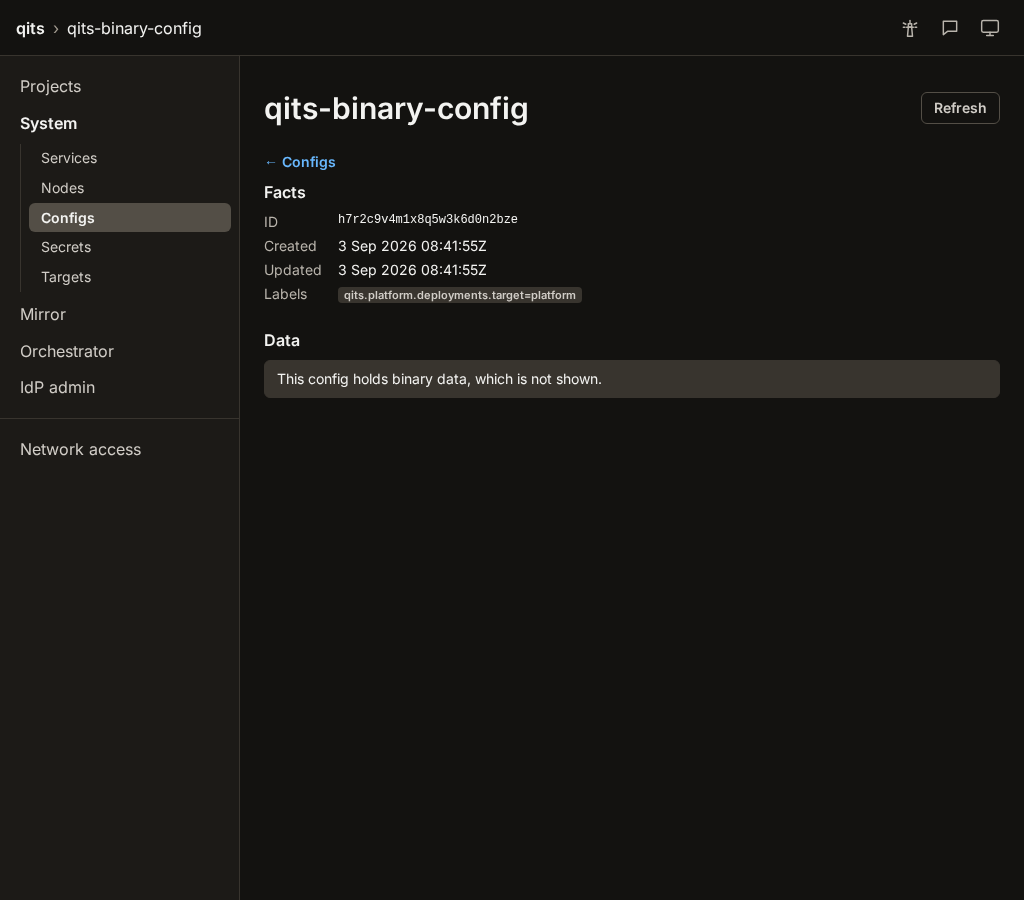 qits › qits-binary-config
Projects
System
Services
Nodes
Configs
Secrets
Targets
Mirror
Orchestrator
IdP admin
Network access
qits-binary-config
Refresh
← Configs
Facts
ID h7r2c9v4m1x8q5w3k6d0n2bze
Created 3 Sep 2026 08:41:55Z
Updated 3 Sep 2026 08:41:55Z
Labels qits.platform.deployments.target=platform
Data
This config holds binary data, which is not shown.